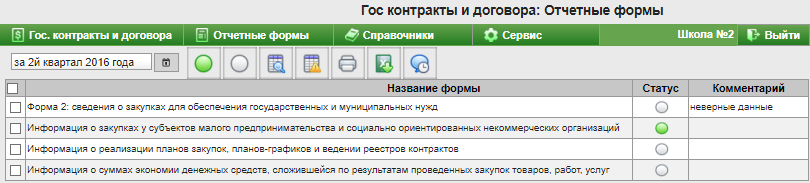 Гос контракты и договора: Отчетные формы
Гос. контракты и договора Отчетные формы Справочники Сервис Школа №2 Выйти
за 2й квартал 2016 года
Название формы Статус Комментарий
Форма 2: сведения о закупках для обеспечения государственных и муниципальных нужд неверные данные
Информация о закупках у субъектов малого предпринимательства и социально ориентированных некоммерческих организаций
Информация о реализации планов закупок, планов-графиков и ведении реестров контрактов
Информация о суммах экономии денежных средств, сложившейся по результатам проведенных закупок товаров, работ, услуг